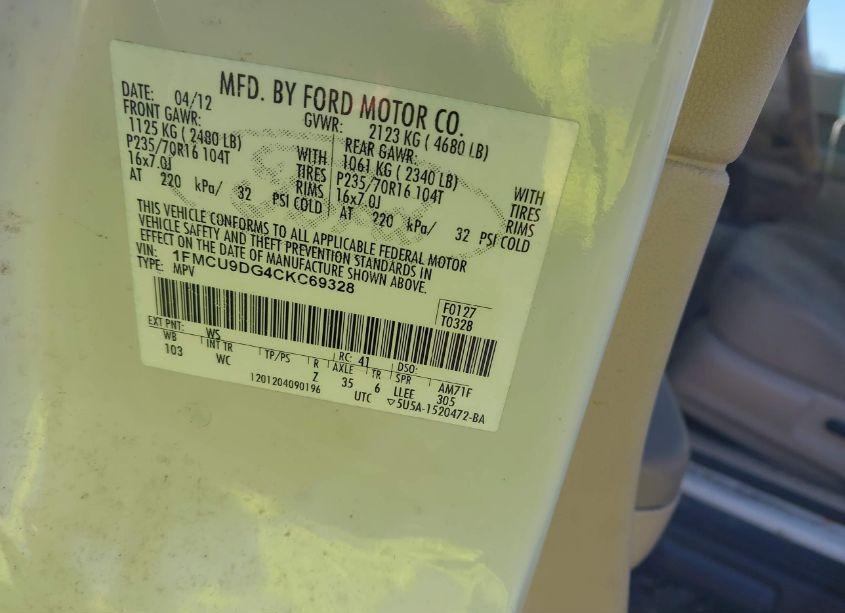 MFD. BY FORD MOTOR CO.
DATE: 04/12 GVWR: 2123 KG ( 4680 LB)
FRONT GAWR: REAR GAWR:
1125 KG ( 2480 LB) WITH 1061 KG ( 2340 LB) WITH
P235/70R16 104T TIRES P235/70R16 104T TIRES
16x7.0J RIMS 16x7.0J RIMS
AT 220 kPa/ 32 PSI COLD AT 220 kPa/ 32 PSI COLD
THIS VEHICLE CONFORMS TO ALL APPLICABLE FEDERAL MOTOR
VEHICLE SAFETY AND THEFT PREVENTION STANDARDS IN
EFFECT ON THE DATE OF MANUFACTURE SHOWN ABOVE.
VIN: 1FMCU9DG4CKC69328
TYPE: MPV
F0127
T0328
EXT PNT: WS RC: 41 DSO:
WB INT TR TP/PS R AXLE TR SPR AM71F
103 WC Z 35 6 LLEE 305
1201204090196 UTC ▽5U5A-1520472-BA